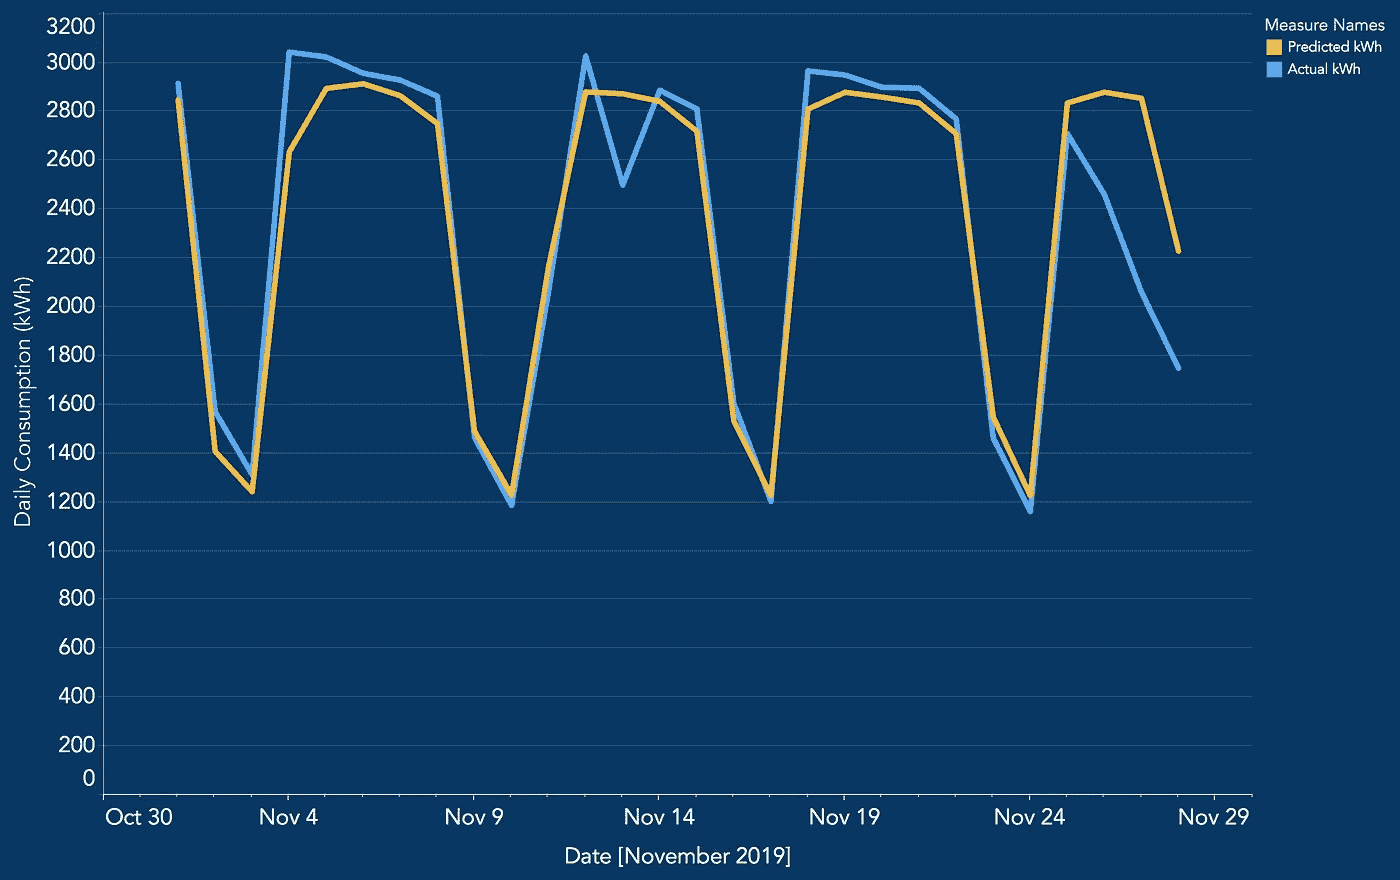 Measure Names
Predicted kWh
Actual kWh
3200
3000
2800
2600
2400
2200
2000
1800
1600
1400
1200
1000
800
600
400
200
0
Daily Consumption (kWh)
Oct 30 Nov 4 Nov 9 Nov 14 Nov 19 Nov 24 Nov 29
Date [November 2019]